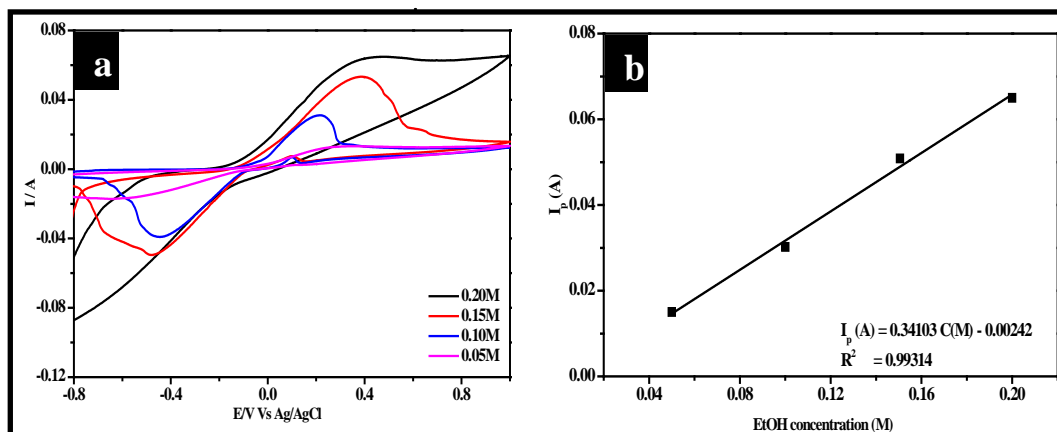 a
0.08
0.04
0.00
-0.04
-0.08
-0.12
I / A
0.20M
0.15M
0.10M
0.05M
-0.8
-0.4
0.0
0.4
0.8
E/V Vs Ag/AgCl
b
0.08
0.06
0.04
0.02
0.00
I_p (A)
I_p (A) = 0.34103 C(M) - 0.00242
R² = 0.99314
0.04
0.08
0.12
0.16
0.20
EtOH concentration (M)